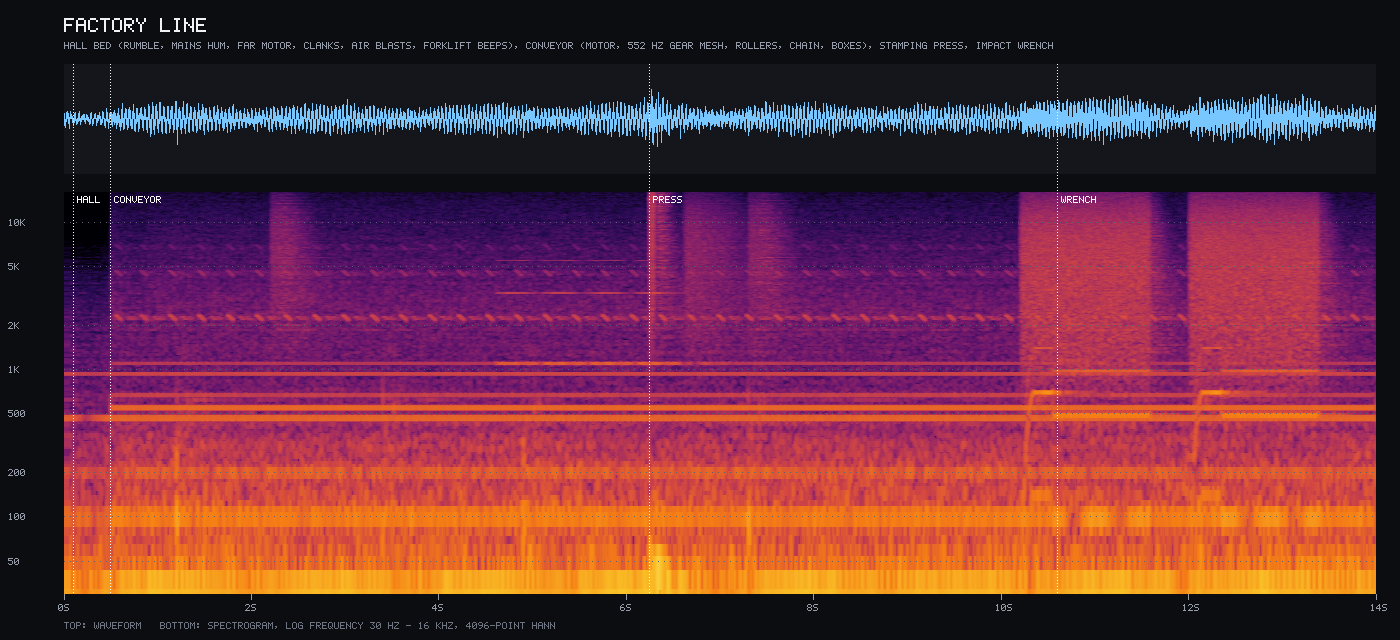 FACTORY LINE
HALL BED (RUMBLE, MAINS HUM, FAR MOTOR, CLANKS, AIR BLASTS, FORKLIFT BEEPS), CONVEYOR (MOTOR, 552 HZ GEAR MESH, ROLLERS, CHAIN, BOXES), STAMPING PRESS, IMPACT WRENCH
HALL CONVEYOR PRESS WRENCH
10K
5K
2K
1K
500
200
100
50
0S 2S 4S 6S 8S 10S 12S 14S
TOP: WAVEFORM BOTTOM: SPECTROGRAM, LOG FREQUENCY 30 HZ - 16 KHZ, 4096-POINT HANN